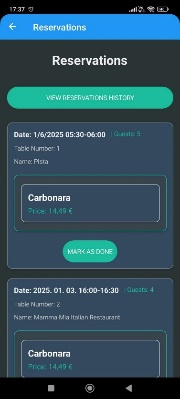 17:37
Reservations
Reservations
VIEW RESERVATIONS HISTORY
Date: 1/6/2025 05:30-06:00 | Guests: 5
Table Number: 1
Name: Pista
Carbonara
Price: 14,49 €
MARK AS DONE
Date: 2025. 01. 03. 16:00-16:30 | Guests: 4
Table Number: 2
Name: Mamma Mia Italian Restaurant
Carbonara
Price: 14,49 €